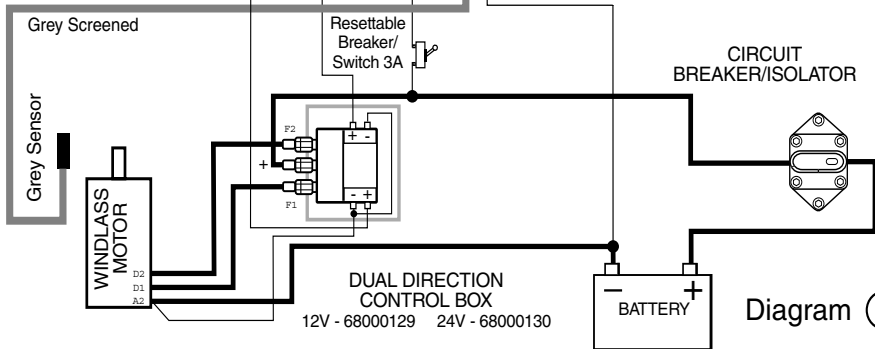 Grey Screened
Resettable
Breaker/
Switch 3A
CIRCUIT
BREAKER/ISOLATOR
Grey Sensor
F2
+ -
+
- +
F1
WINDLASS
MOTOR
D2
D1
A2
DUAL DIRECTION
CONTROL BOX
12V - 68000129 24V - 68000130
− +
BATTERY
Diagram